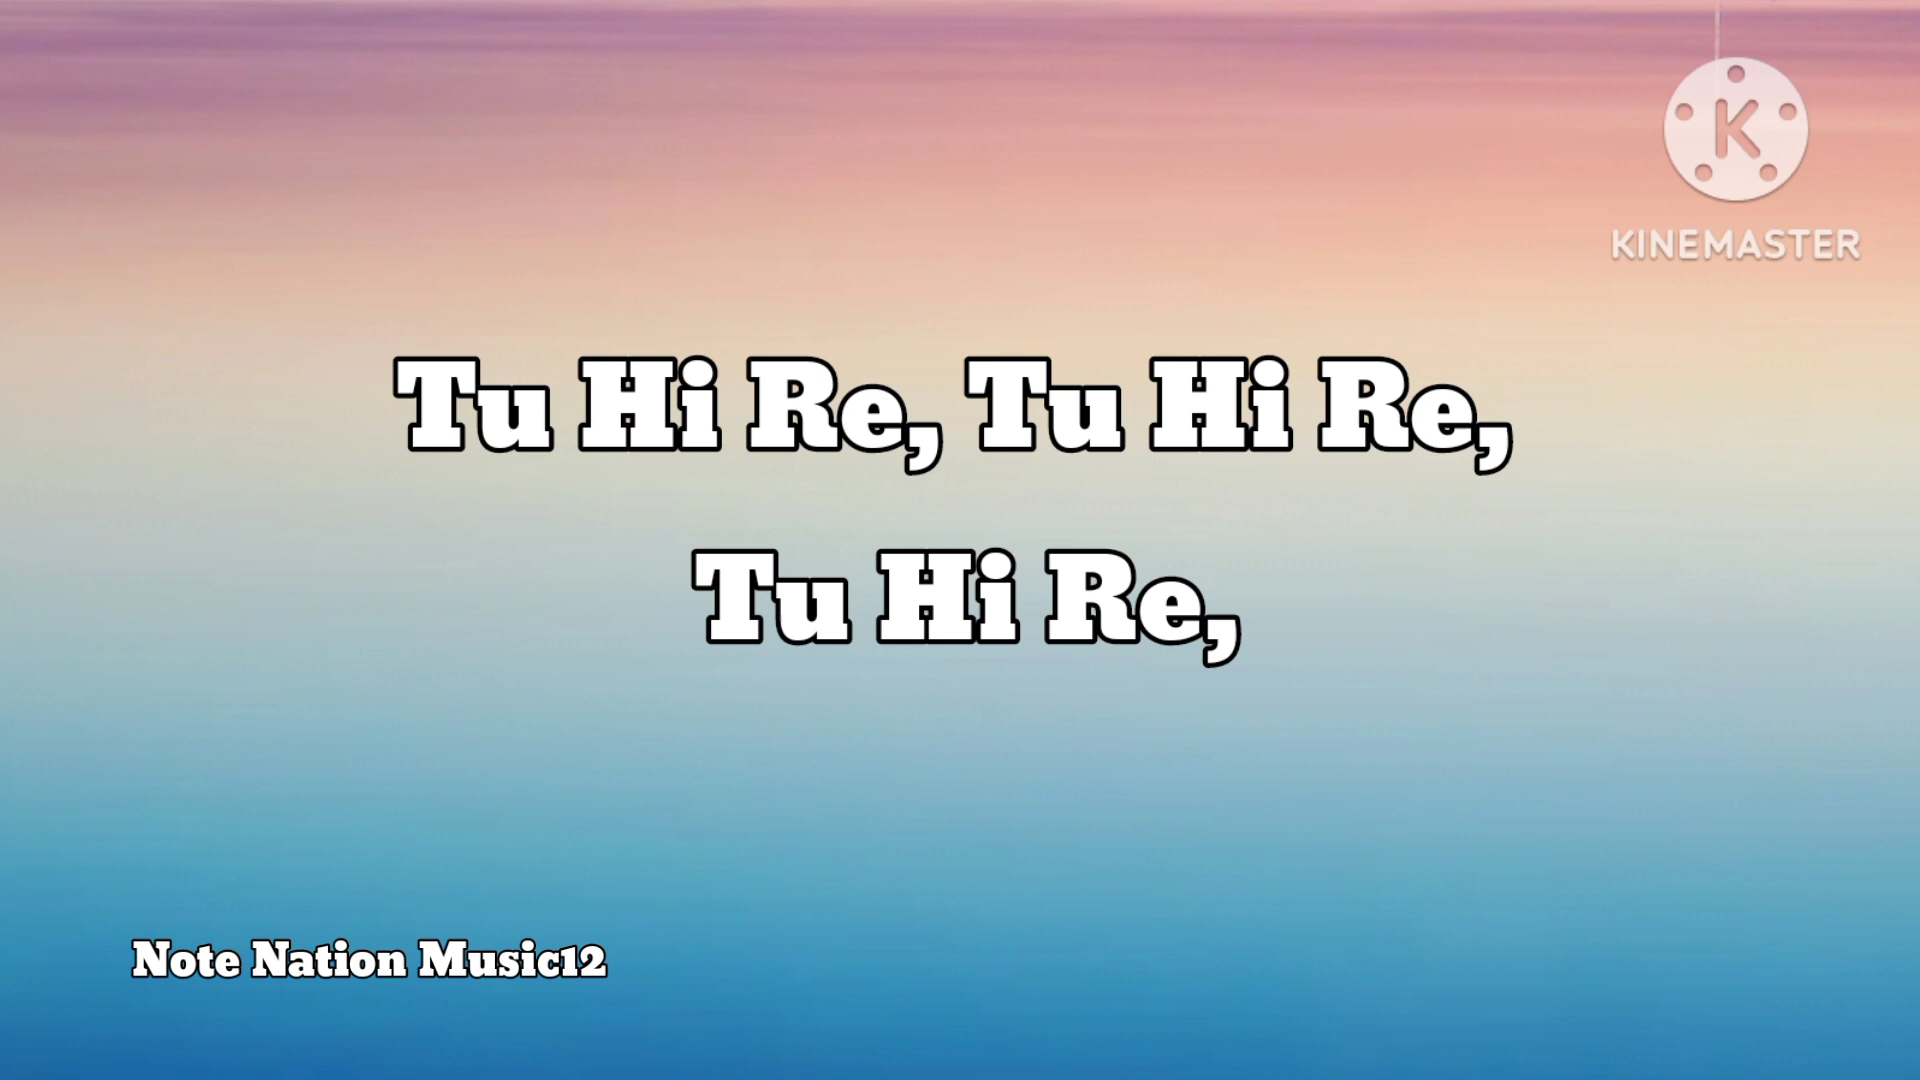 KINEMASTER
Tu Hi Re, Tu Hi Re,
Tu Hi Re,
Note Nation Music12